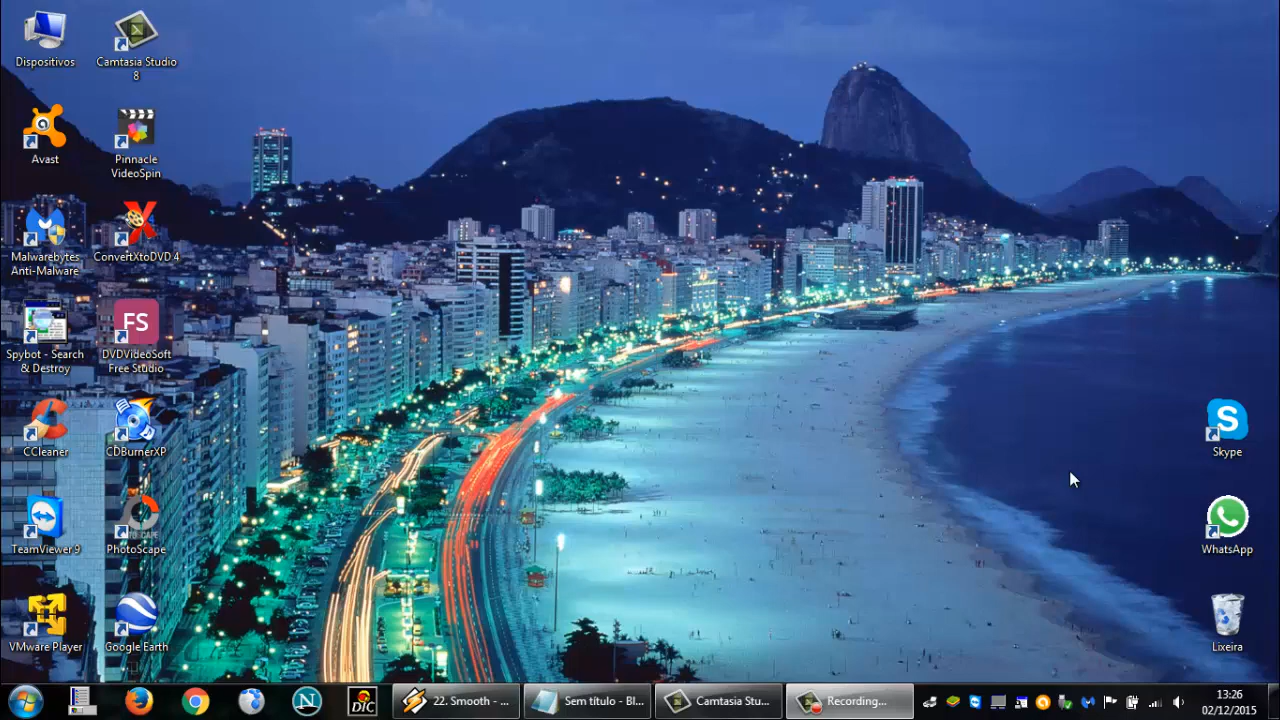 Dispositivos
Camtasia Studio
8
Avast
Pinnacle
VideoSpin
Malwarebytes
Anti-Malware
ConvertXtoDVD 4
Spybot - Search
& Destroy
FS
DVDVideoSoft
Free Studio
CCleaner
CDBurnerXP
TeamViewer 9
PhotoScape
VMware Player
Google Earth
S
Skype
WhatsApp
Lixeira
N
DIC
22. Smooth - ...
Sem título - Bl...
Camtasia Stu...
Recording...
13:26
02/12/2015